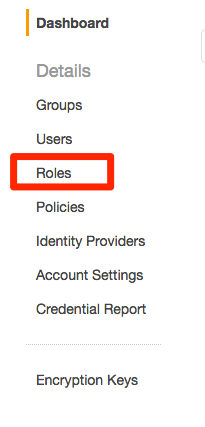 Dashboard
Details
Groups
Users
Roles
Policies
Identity Providers
Account Settings
Credential Report
Encryption Keys